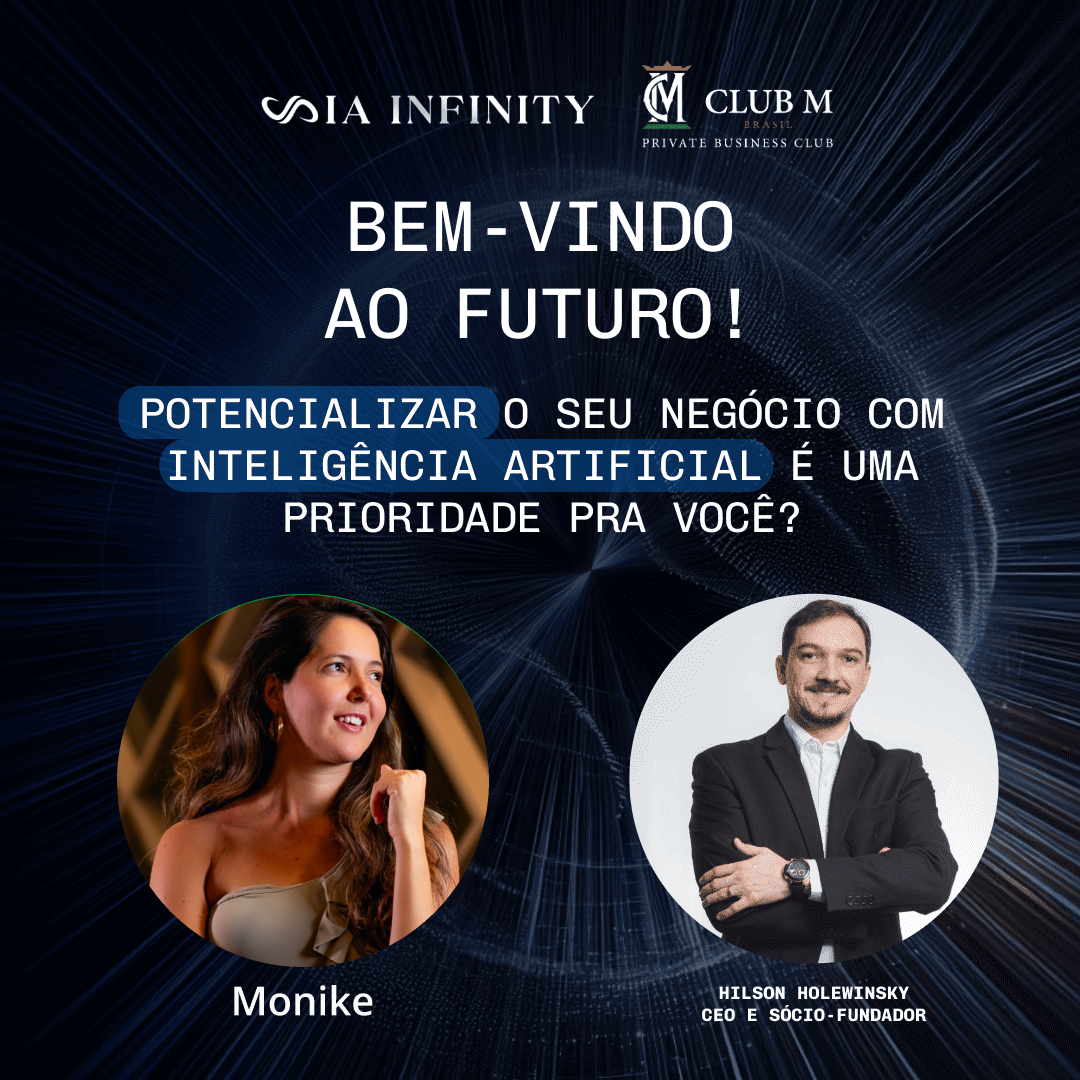 IA INFINITY
CM
CLUB M
BRASIL
PRIVATE BUSINESS CLUB
BEM-VINDO
AO FUTURO!
POTENCIALIZAR O SEU NEGÓCIO COM
INTELIGÊNCIA ARTIFICIAL É UMA
PRIORIDADE PRA VOCÊ?
Monike
HILSON HOLEWINSKY
CEO E SÓCIO-FUNDADOR